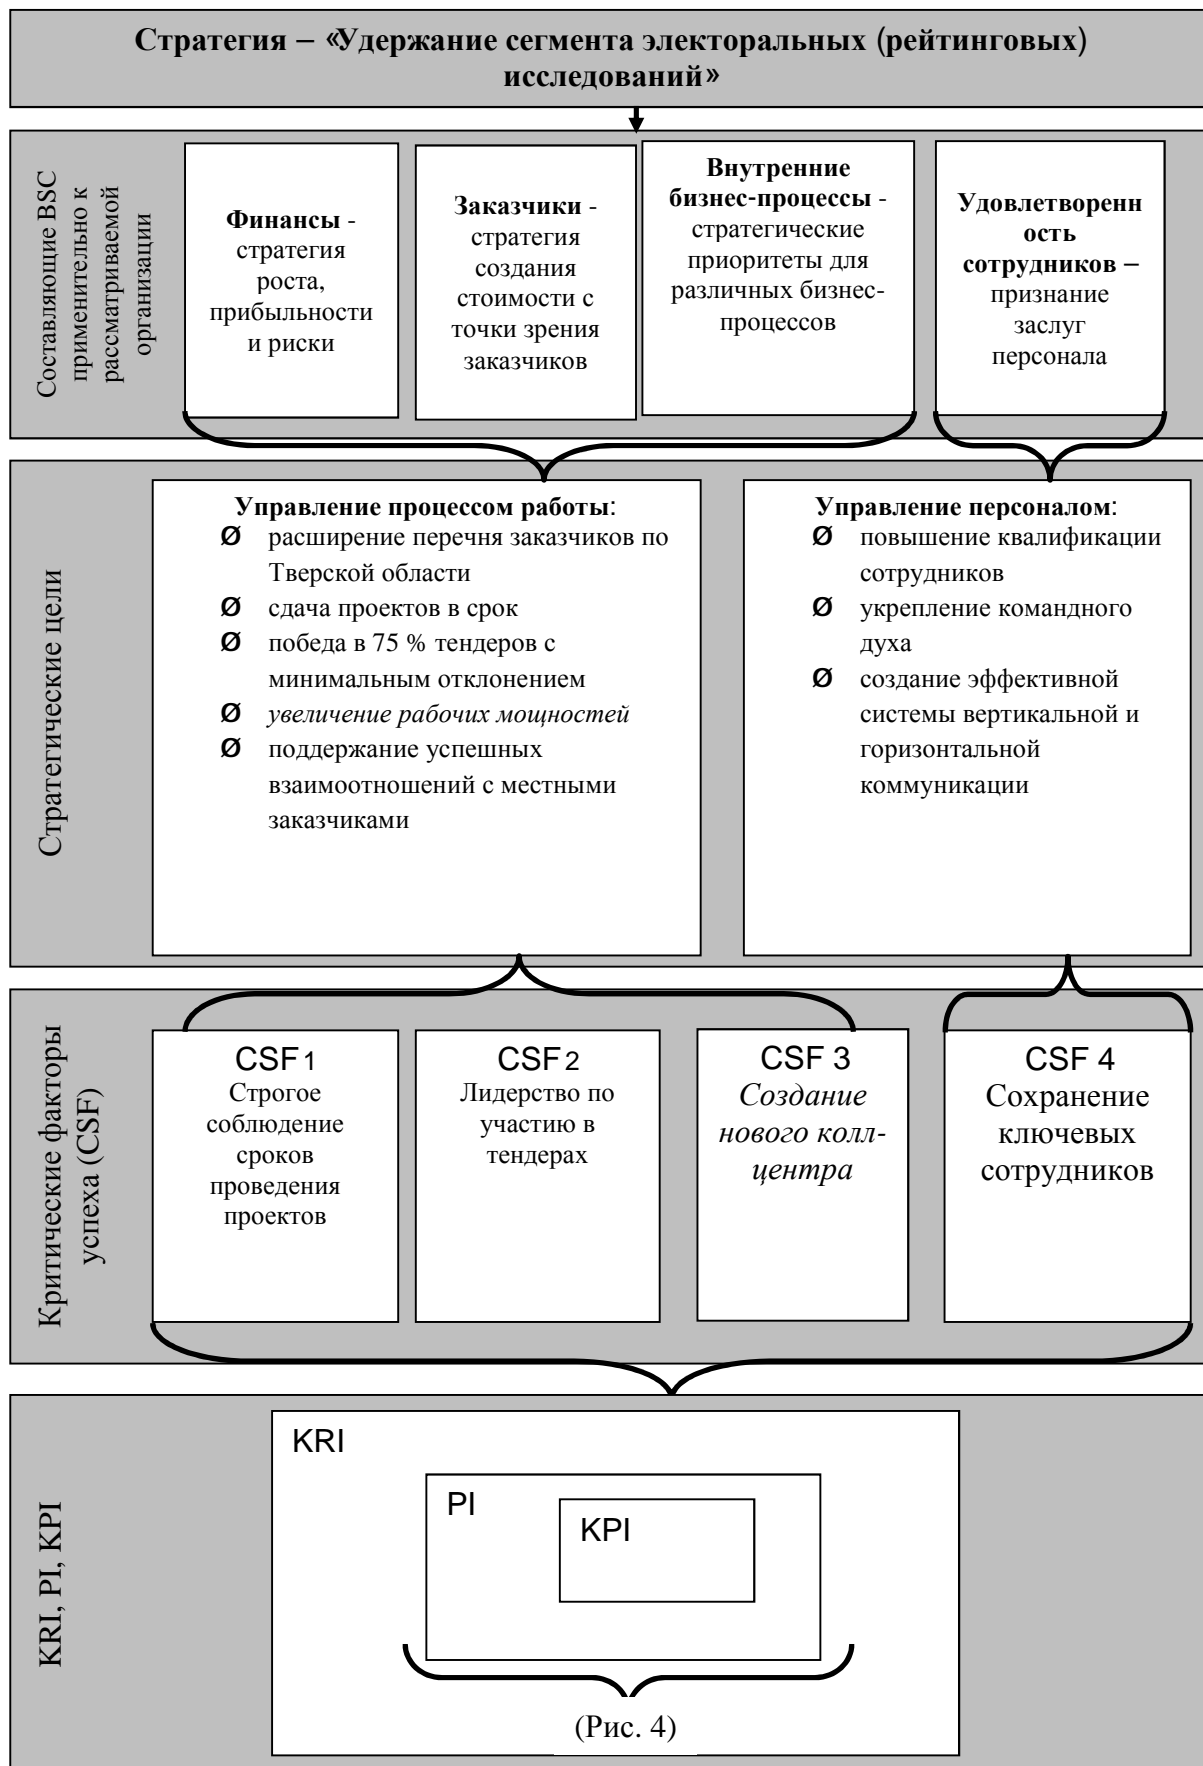 Стратегия – «Удержание сегмента электоральных (рейтинговых)
исследований»
Составляющие BSC
применительно к
рассматриваемой
организации
Финансы -
стратегия
роста,
прибыльности
и риски
Заказчики -
стратегия
создания
стоимости с
точки зрения
заказчиков
Внутренние
бизнес-процессы -
стратегические
приоритеты для
различных бизнес-
процессов
Удовлетворенн
ость
сотрудников –
признание
заслуг
персонала
Стратегические цели
Управление процессом работы:
Ø расширение перечня заказчиков по
Тверской области
Ø сдача проектов в срок
Ø победа в 75 % тендеров с
минимальным отклонением
Ø увеличение рабочих мощностей
Ø поддержание успешных
взаимоотношений с местными
заказчиками
Управление персоналом:
Ø повышение квалификации
сотрудников
Ø укрепление командного
духа
Ø создание эффективной
системы вертикальной и
горизонтальной
коммуникации
Критические факторы
успеха (CSF)
CSF 1
Строгое
соблюдение
сроков
проведения
проектов
CSF 2
Лидерство по
участию в
тендерах
CSF 3
Создание
нового колл-
центра
CSF 4
Сохранение
ключевых
сотрудников
KRI, PI, KPI
KRI
PI
KPI
(Рис. 4)